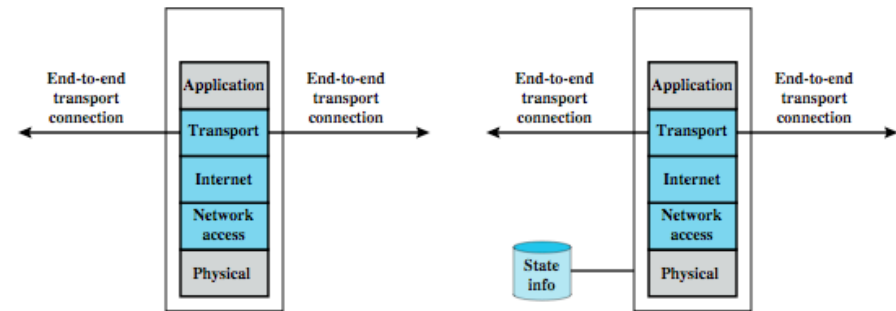 End-to-end
transport
connection
End-to-end
transport
connection
Application
Transport
Internet
Network
access
Physical
End-to-end
transport
connection
End-to-end
transport
connection
Application
Transport
Internet
Network
access
Physical
State
info